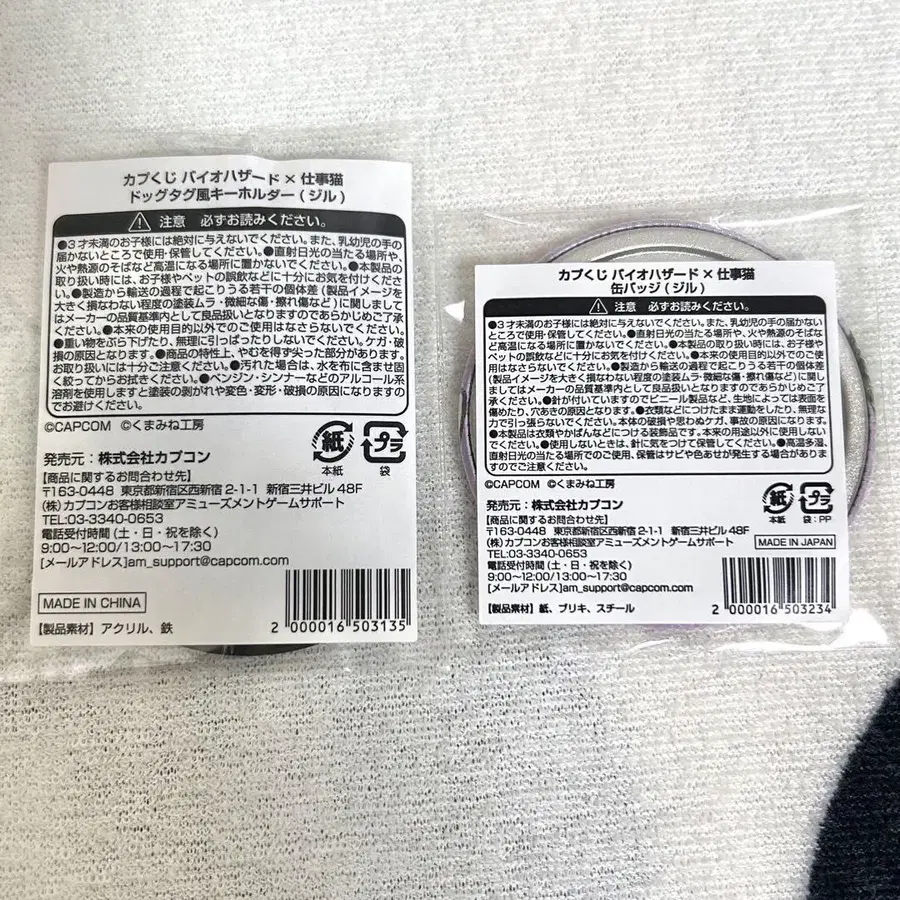 カプくじ バイオハザード × 仕事猫
ドッグタグ風キーホルダー(ジル)
注意 必ずお読みください。
●3才未満のお子様には絶対に与えないでください。また、乳幼児の手の
届かないところで使用・保管してください。●直射日光の当たる場所や、
火や熱源のそばなど高温になる場所に置かないでください。●本製品の
取り扱い時には、お子様やペットの誤飲などに十分にお気を付けくださ
い。●製造から輸送の過程で起こりうる若干の個体差(製品イメージを
大きく損なわない程度の塗装ムラ・微細な傷・擦れ傷など)に関しまして
はメーカーの品質基準内として良品扱いとなりますのであらかじめご了
承ください。●本来の使用目的以外でのご使用はなさらないでください。
●重い物をぶら下げたり、無理に引っぱったりしないでください。ケガ・破
損の原因となります。●商品の特性上、やむを得ず尖った部分があります。
お取り扱いには十分ご注意ください。●汚れた場合は、水を布に含ませ固
く絞ってからお拭きください。●ベンジン・シンナーなどのアルコール系
溶剤を使用しますと塗装の剥がれや変色・変形・破損の原因になりますの
でお避けください。
©CAPCOM ©くまみね工房
紙 プラ
本紙 袋
発売元:株式会社カプコン
【商品に関するお問合わせ先】
〒163-0448 東京都新宿区西新宿 2-1-1 新宿三井ビル 48F
(株)カプコンお客様相談室アミューズメントゲームサポート
TEL:03-3340-0653
電話受付時間(土・日・祝を除く)
9:00~12:00/13:00~17:30
[メールアドレス]am_support@capcom.com
MADE IN CHINA
【製品素材】アクリル、鉄
2 000016 503135
カプくじ バイオハザード × 仕事猫
缶バッジ(ジル)
注意 必ずお読みください。
●3才未満のお子様には絶対に与えないでください。また、乳幼児の手の届かない
ところで使用・保管してください。●直射日光の当たる場所や、火や熱源のそばな
ど高温になる場所に置かないでください。●本製品の取り扱い時には、お子様や
ペットの誤飲などに十分にお気を付けください。●本来の使用目的以外でのご使用
はなさらないでください。●製造から輸送の過程で起こりうる若干の個体差
(製品イメージを大きく損なわない程度の塗装ムラ・微細な傷・擦れ傷など)に関しま
してはメーカーの品質基準内として良品扱いとなりますのであらかじめご了
承ください。●針が付いていますのでビニール製品など、生地によっては表面を
傷めたり、穴あきの原因となります。●衣類などにつけたまま運動をしたり、無理な
力で引っ張らないでください。本体の破損や思わぬケガ、事故の原因になります。
●本製品は衣類やかばんなどにつける装飾品です。本来の用途以外に使用しないで
ください。●使用しないときは、針に気をつけて保管してください。●高温多湿、
直射日光の当たる場所でのご使用、保管はサビや色あせが発生する場合があり
ますのでご注意ください。
©CAPCOM ©くまみね工房
紙 プラ
本紙 袋:PP
発売元:株式会社カプコン
【商品に関するお問合わせ先】
〒163-0448 東京都新宿区西新宿 2-1-1 新宿三井ビル 48F
(株)カプコンお客様相談室アミューズメントゲームサポート
TEL:03-3340-0653
MADE IN JAPAN
電話受付時間(土・日・祝を除く)
9:00~12:00/13:00~17:30
[メールアドレス]am_support@capcom.com
【製品素材】紙、ブリキ、スチール
2 000016 503234